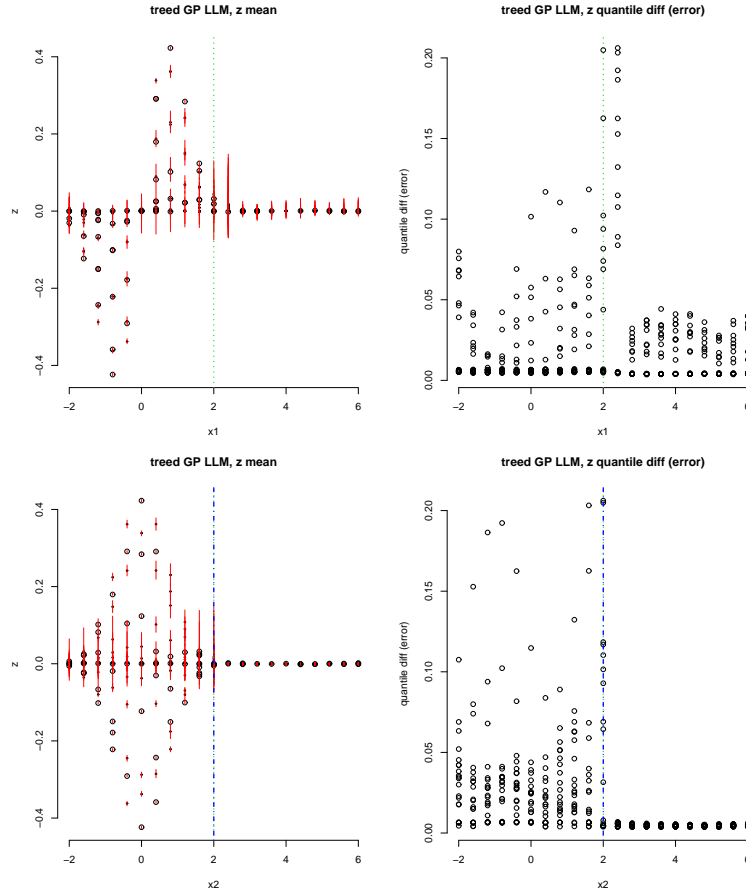 treed GP LLM, z mean
treed GP LLM, z quantile diff (error)
z
0.4
0.2
0.0
−0.2
−0.4
−2 0 2 4 6
x1
quantile diff (error)
0.20
0.15
0.10
0.05
0.00
−2 0 2 4 6
x1
treed GP LLM, z mean
treed GP LLM, z quantile diff (error)
z
0.4
0.2
0.0
−0.2
−0.4
−2 0 2 4 6
x2
quantile diff (error)
0.20
0.15
0.10
0.05
0.00
−2 0 2 4 6
x2